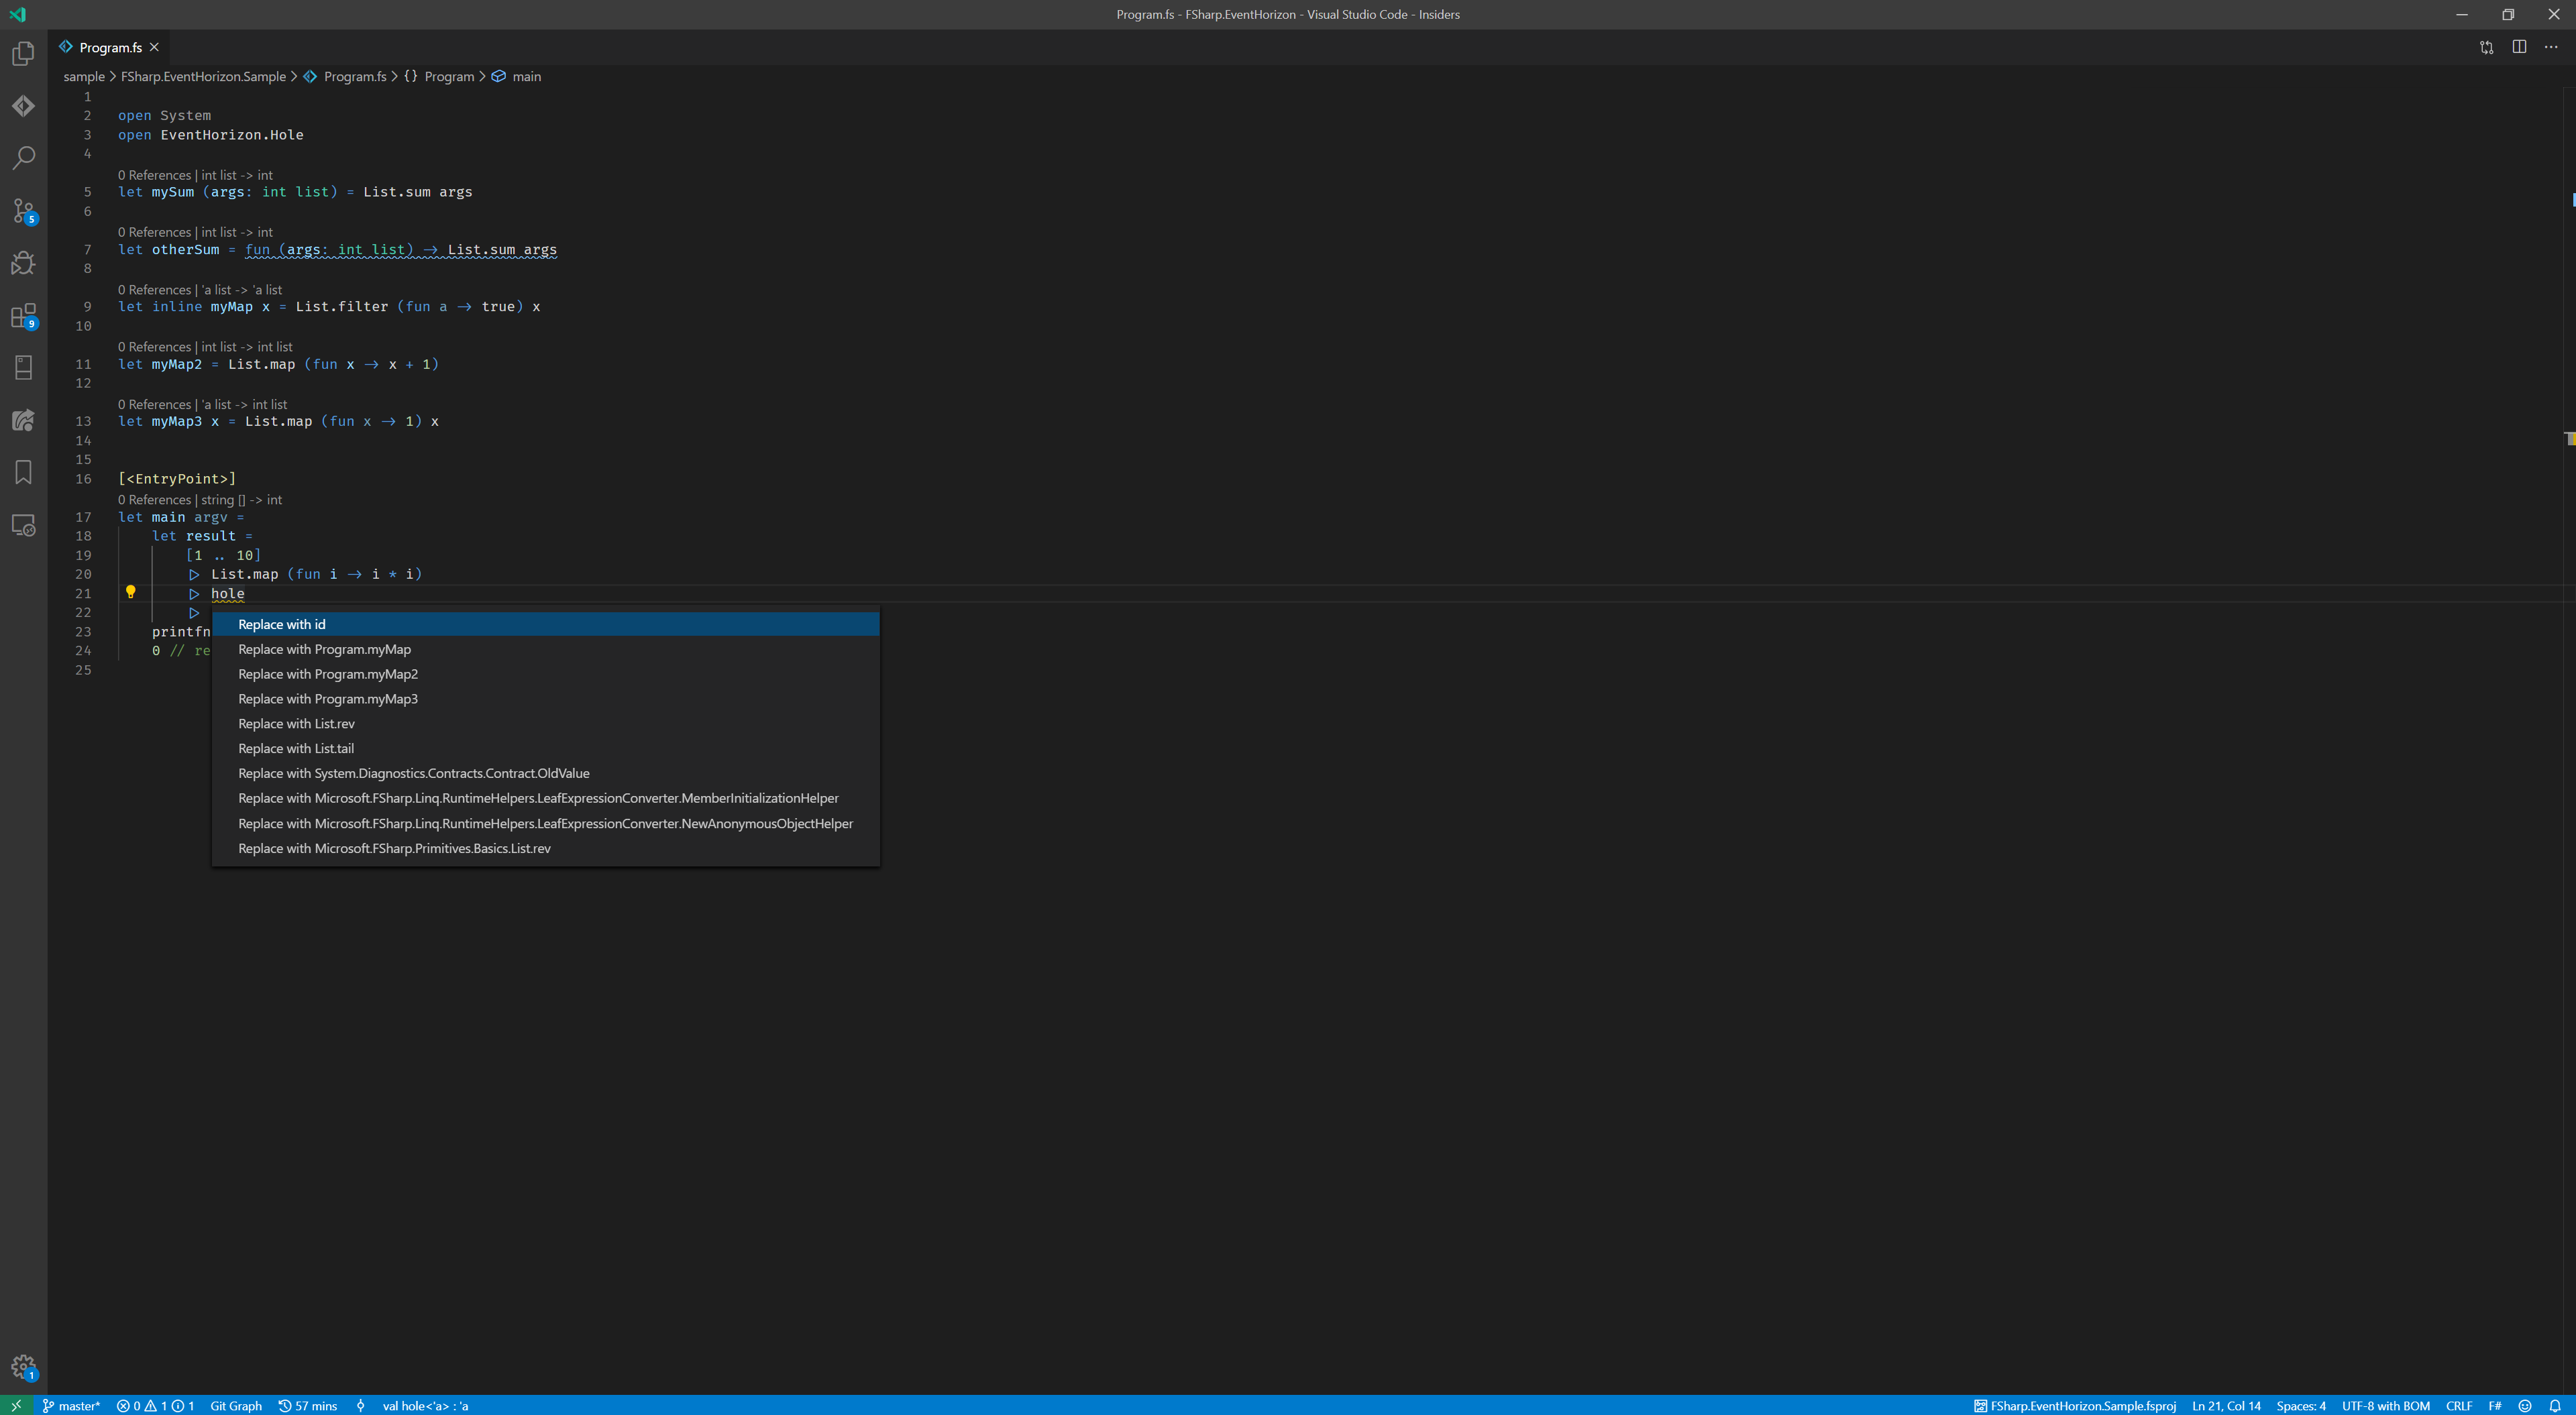 Program.fs - FSharp.EventHorizon - Visual Studio Code - Insiders
Program.fs
sample > FSharp.EventHorizon.Sample > Program.fs > {} Program > main
1
2 open System
3 open EventHorizon.Hole
4
0 References | int list -> int
5 let mySum (args: int list) = List.sum args
6
0 References | int list -> int
7 let otherSum = fun (args: int list) -> List.sum args
8
0 References | 'a list -> 'a list
9 let inline myMap x = List.filter (fun a -> true) x
10
0 References | int list -> int list
11 let myMap2 = List.map (fun x -> x + 1)
12
0 References | 'a list -> int list
13 let myMap3 x = List.map (fun x -> 1) x
14
15
16 [<EntryPoint>]
0 References | string [] -> int
17 let main argv =
18 let result =
19 [1 .. 10]
20 |> List.map (fun i -> i * i)
21 |> hole
22 |>
23 printfn
24 0 // re
25
Replace with id
Replace with Program.myMap
Replace with Program.myMap2
Replace with Program.myMap3
Replace with List.rev
Replace with List.tail
Replace with System.Diagnostics.Contracts.Contract.OldValue
Replace with Microsoft.FSharp.Linq.RuntimeHelpers.LeafExpressionConverter.MemberInitializationHelper
Replace with Microsoft.FSharp.Linq.RuntimeHelpers.LeafExpressionConverter.NewAnonymousObjectHelper
Replace with Microsoft.FSharp.Primitives.Basics.List.rev
5
9
1
master* 0 1 1 Git Graph 57 mins val hole<'a> : 'a FSharp.EventHorizon.Sample.fsproj Ln 21, Col 14 Spaces: 4 UTF-8 with BOM CRLF F#